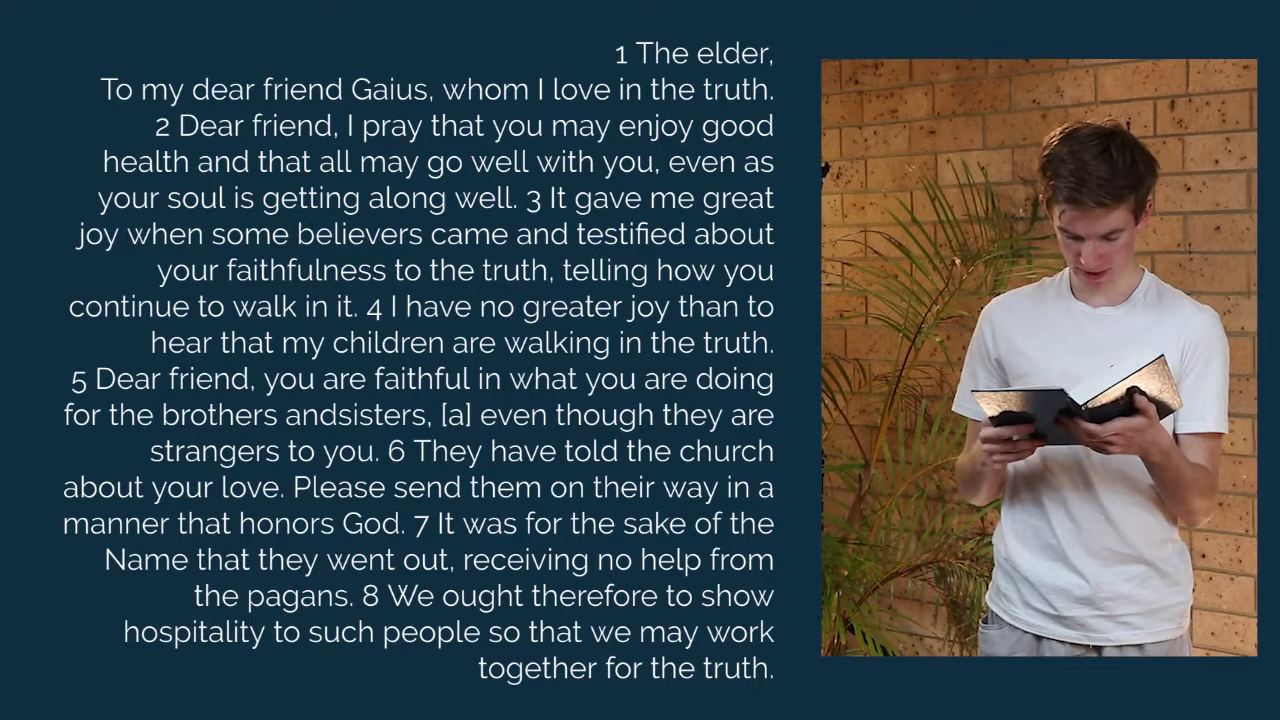 1 The elder,
To my dear friend Gaius, whom I love in the truth.
2 Dear friend, I pray that you may enjoy good
health and that all may go well with you, even as
your soul is getting along well. 3 It gave me great
joy when some believers came and testified about
your faithfulness to the truth, telling how you
continue to walk in it. 4 I have no greater joy than to
hear that my children are walking in the truth.
5 Dear friend, you are faithful in what you are doing
for the brothers andsisters, [a] even though they are
strangers to you. 6 They have told the church
about your love. Please send them on their way in a
manner that honors God. 7 It was for the sake of the
Name that they went out, receiving no help from
the pagans. 8 We ought therefore to show
hospitality to such people so that we may work
together for the truth.